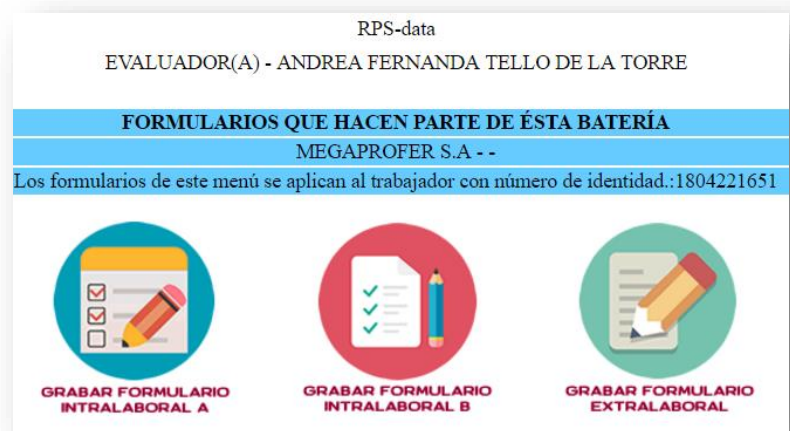 RPS-data
EVALUADOR(A) - ANDREA FERNANDA TELLO DE LA TORRE
FORMULARIOS QUE HACEN PARTE DE ÉSTA BATERÍA
MEGAPROFER S.A - -
Los formularios de este menú se aplican al trabajador con número de identidad.:1804221651
GRABAR FORMULARIO
INTRALABORAL A
GRABAR FORMULARIO
INTRALABORAL B
GRABAR FORMULARIO
EXTRALABORAL